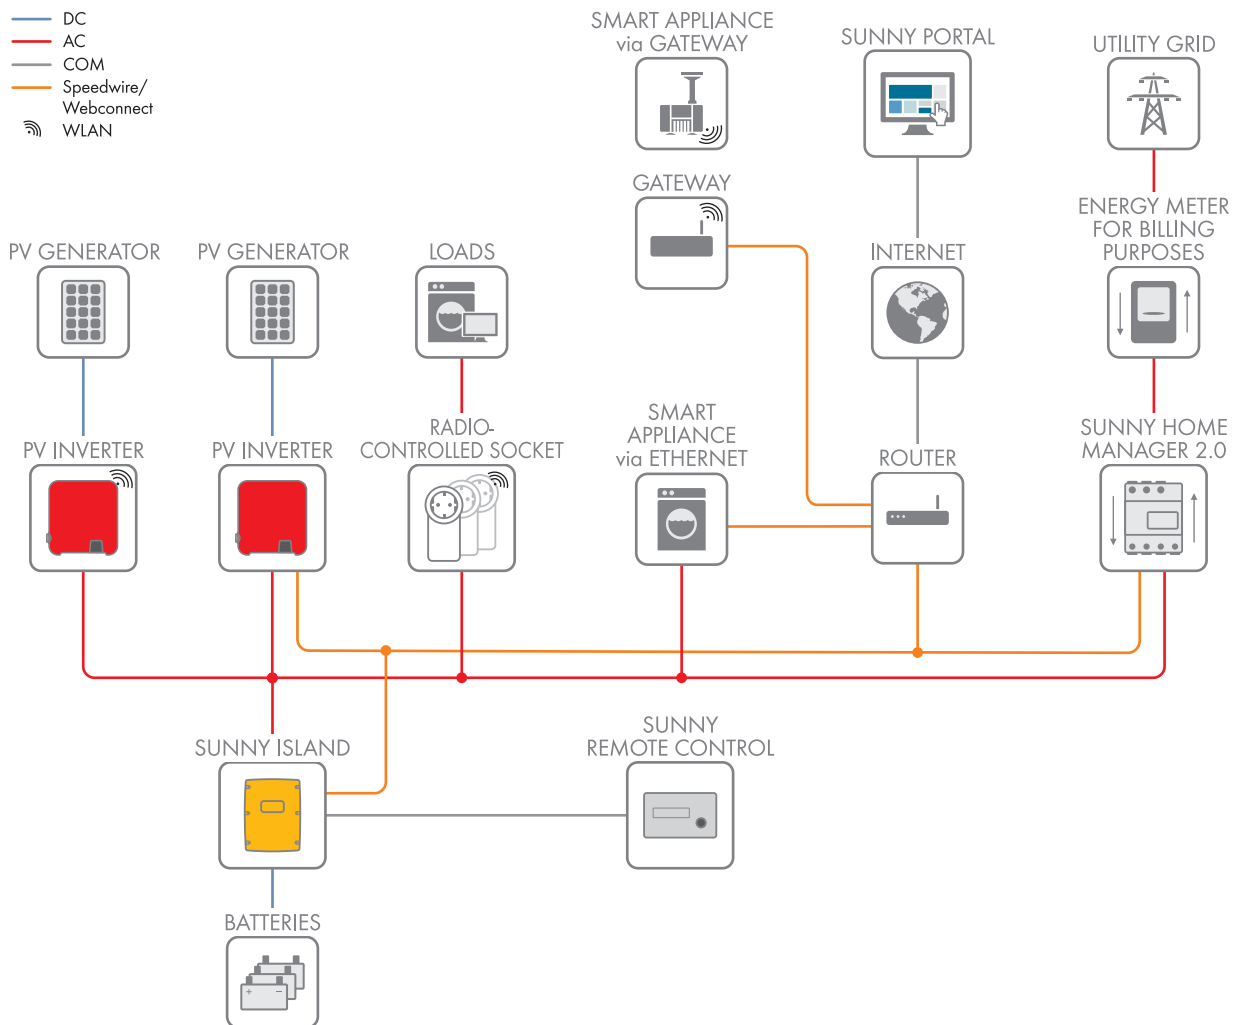 DC
AC
COM
Speedwire/
Webconnect
WLAN
SMART APPLIANCE
via GATEWAY
SUNNY PORTAL
UTILITY GRID
GATEWAY
ENERGY METER
FOR BILLING
PURPOSES
PV GENERATOR
PV GENERATOR
LOADS
INTERNET
PV INVERTER
PV INVERTER
RADIO-
CONTROLLED SOCKET
SMART
APPLIANCE
via ETHERNET
ROUTER
SUNNY HOME
MANAGER 2.0
SUNNY ISLAND
SUNNY
REMOTE CONTROL
BATTERIES
+ −